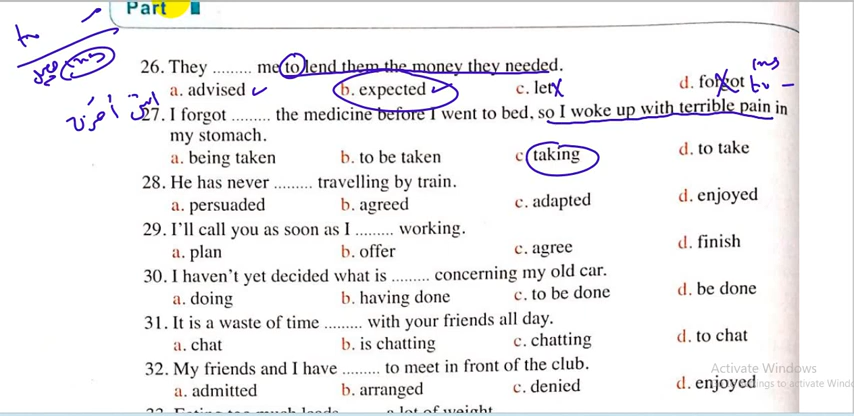 Part
26. They ......... me to lend them the money they needed.
a. advised b. expected c. let d. forgot
27. I forgot ......... the medicine before I went to bed, so I woke up with terrible pain in
my stomach.
a. being taken b. to be taken c taking d. to take
28. He has never ......... travelling by train.
a. persuaded b. agreed c. adapted d. enjoyed
29. I'll call you as soon as I ......... working.
a. plan b. offer c. agree d. finish
30. I haven't yet decided what is ......... concerning my old car.
a. doing b. having done c. to be done d. be done
31. It is a waste of time ......... with your friends all day.
a. chat b. is chatting c. chatting d. to chat
32. My friends and I have ......... to meet in front of the club.
a. admitted b. arranged c. denied d. enjoyed
Activate Windows